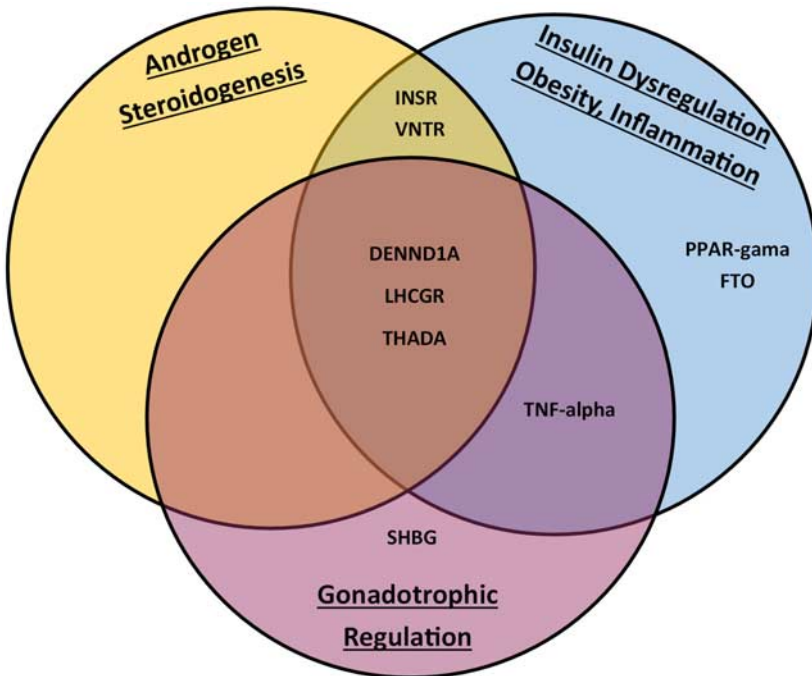 Androgen
Steroidogenesis
Insulin Dysregulation
Obesity, Inflammation
INSR
VNTR
DENND1A
LHCGR
THADA
PPAR-gama
FTO
TNF-alpha
SHBG
Gonadotrophic
Regulation